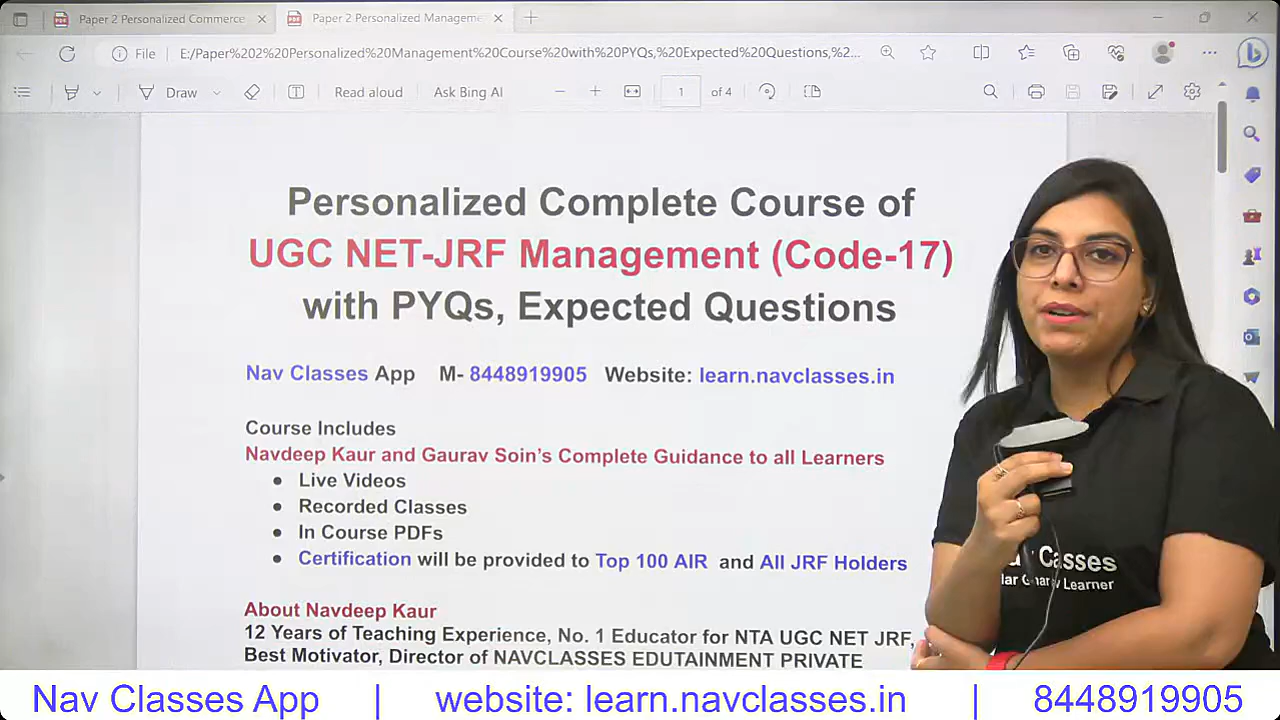 Paper 2 Personalized Commerce
Paper 2 Personalized Manageme
File
E:/Paper%202%20Personalized%20Management%20Course%20with%20PYQs,%20Expected%20Questions,%2...
Draw
Read aloud
Ask Bing AI
1 of 4
Personalized Complete Course of
UGC NET-JRF Management (Code-17)
with PYQs, Expected Questions
Nav Classes App M- 8448919905 Website: learn.navclasses.in
Course Includes
Navdeep Kaur and Gaurav Soin's Complete Guidance to all Learners
● Live Videos
● Recorded Classes
● In Course PDFs
● Certification will be provided to Top 100 AIR and All JRF Holders
About Navdeep Kaur
12 Years of Teaching Experience, No. 1 Educator for NTA UGC NET JRF,
Best Motivator, Director of NAVCLASSES EDUTAINMENT PRIVATE
Learner
Nav Classes App | website: learn.navclasses.in | 8448919905